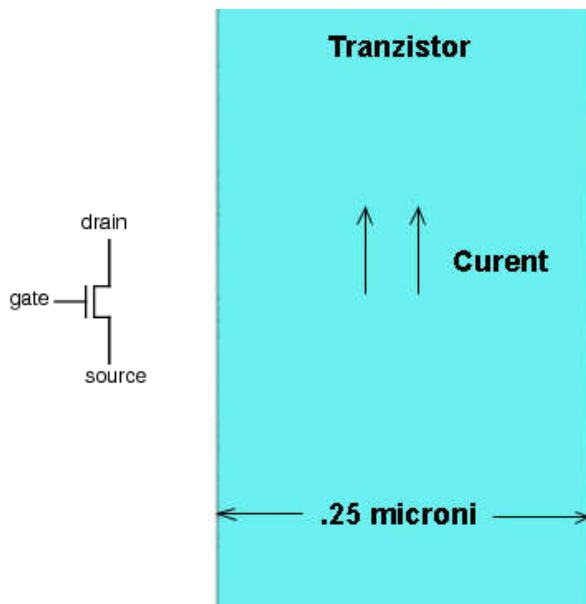 Tranzistor
drain
gate
source
Curent
.25 microni